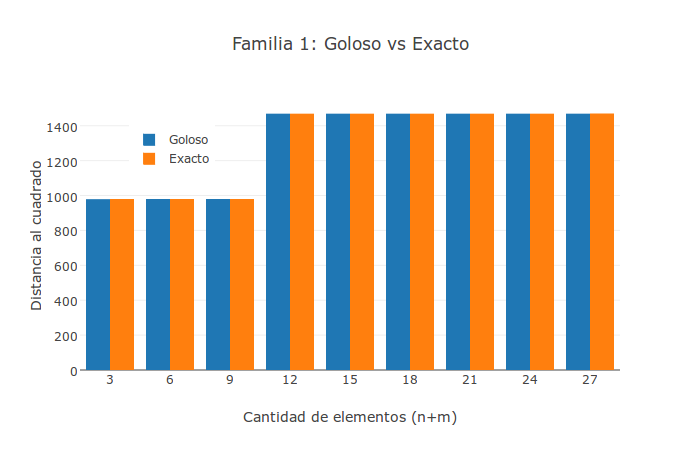 Familia 1: Goloso vs Exacto
Goloso
Exacto
Distancia al cuadrado
1400
1200
1000
800
600
400
200
0
3 6 9 12 15 18 21 24 27
Cantidad de elementos (n+m)